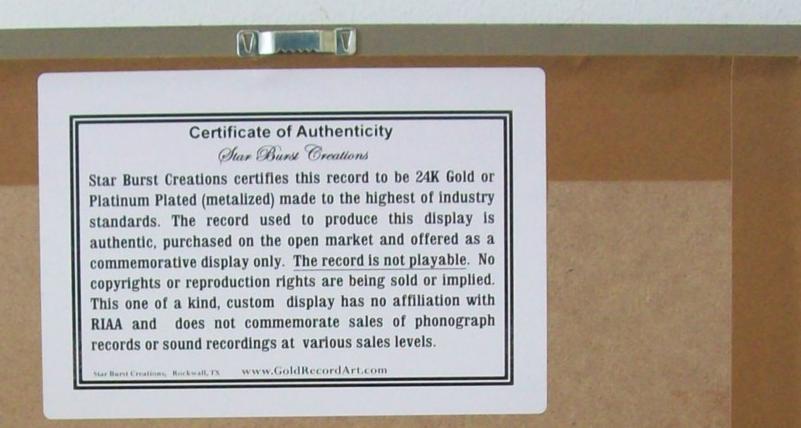 Certificate of Authenticity
Star Burst Creations
Star Burst Creations certifies this record to be 24K Gold or
Platinum Plated (metalized) made to the highest of industry
standards. The record used to produce this display is
authentic, purchased on the open market and offered as a
commemorative display only. The record is not playable. No
copyrights or reproduction rights are being sold or implied.
This one of a kind, custom display has no affiliation with
RIAA and does not commemorate sales of phonograph
records or sound recordings at various sales levels.
Star Burst Creations, Rockwall, TX www.GoldRecordArt.com